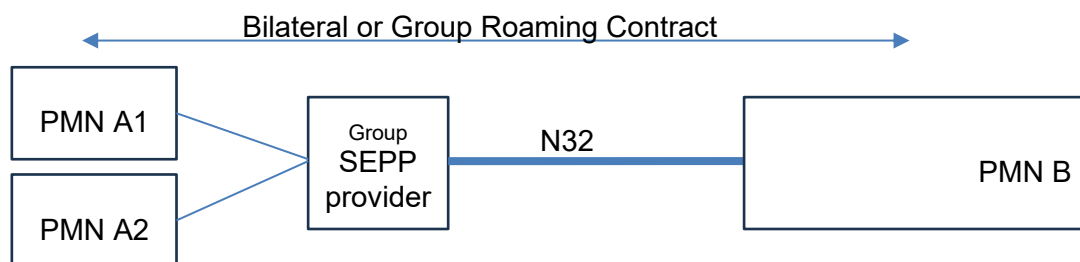 Bilateral or Group Roaming Contract
PMN A1
Group
SEPP
provider
N32
PMN B
PMN A2